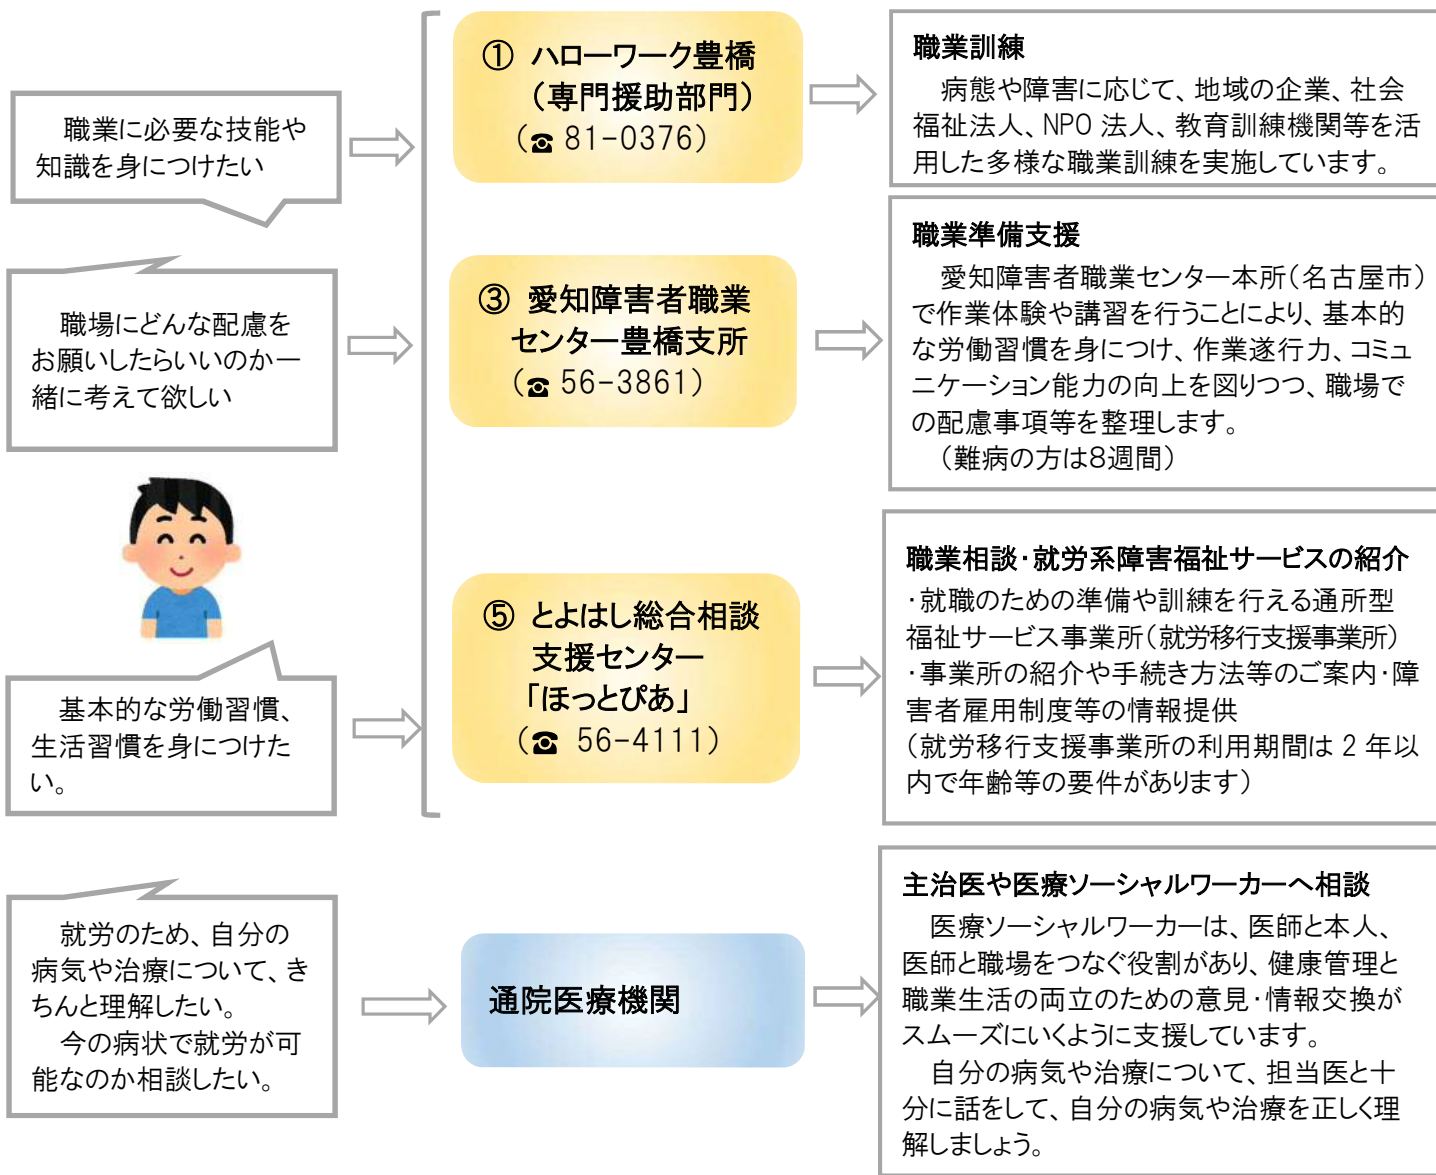 職業に必要な技能や
知識を身につけたい
職場にどんな配慮を
お願いしたらいいのか一
緒に考えて欲しい
基本的な労働習慣、
生活習慣を身につけた
い。
① ハローワーク豊橋
（専門援助部門）
（☎ 81-0376）
③ 愛知障害者職業
センター豊橋支所
（☎ 56-3861）
⑤ とよはし総合相談
支援センター
「ほっとぴあ」
（☎ 56-4111）
職業訓練
病態や障害に応じて、地域の企業、社会
福祉法人、NPO 法人、教育訓練機関等を活
用した多様な職業訓練を実施しています。
職業準備支援
愛知障害者職業センター本所（名古屋市）
で作業体験や講習を行うことにより、基本的
な労働習慣を身につけ、作業遂行力、コミュ
ニケーション能力の向上を図りつつ、職場で
の配慮事項等を整理します。
（難病の方は8週間）
職業相談・就労系障害福祉サービスの紹介
・就職のための準備や訓練を行える通所型
福祉サービス事業所（就労移行支援事業所）
・事業所の紹介や手続き方法等のご案内・障
害者雇用制度等の情報提供
（就労移行支援事業所の利用期間は 2 年以
内で年齢等の要件があります）
就労のため、自分の
病気や治療について、き
ちんと理解したい。
今の病状で就労が可
能なのか相談したい。
通院医療機関
主治医や医療ソーシャルワーカーへ相談
医療ソーシャルワーカーは、医師と本人、
医師と職場をつなぐ役割があり、健康管理と
職業生活の両立のための意見・情報交換が
スムーズにいくように支援しています。
自分の病気や治療について、担当医と十
分に話をして、自分の病気や治療を正しく理
解しましょう。